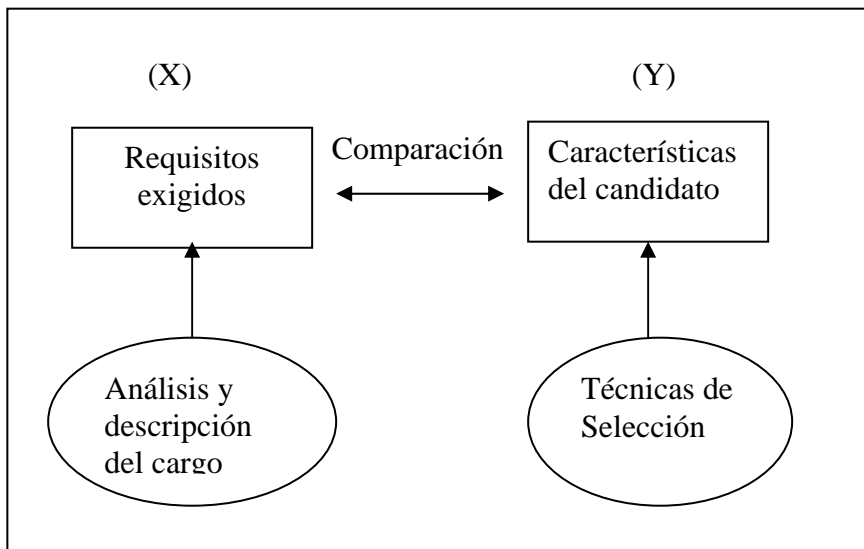 (X)
(Y)
Requisitos
exigidos
Comparación
Características
del candidato
Análisis y
descripción
del cargo
Técnicas de
Selección